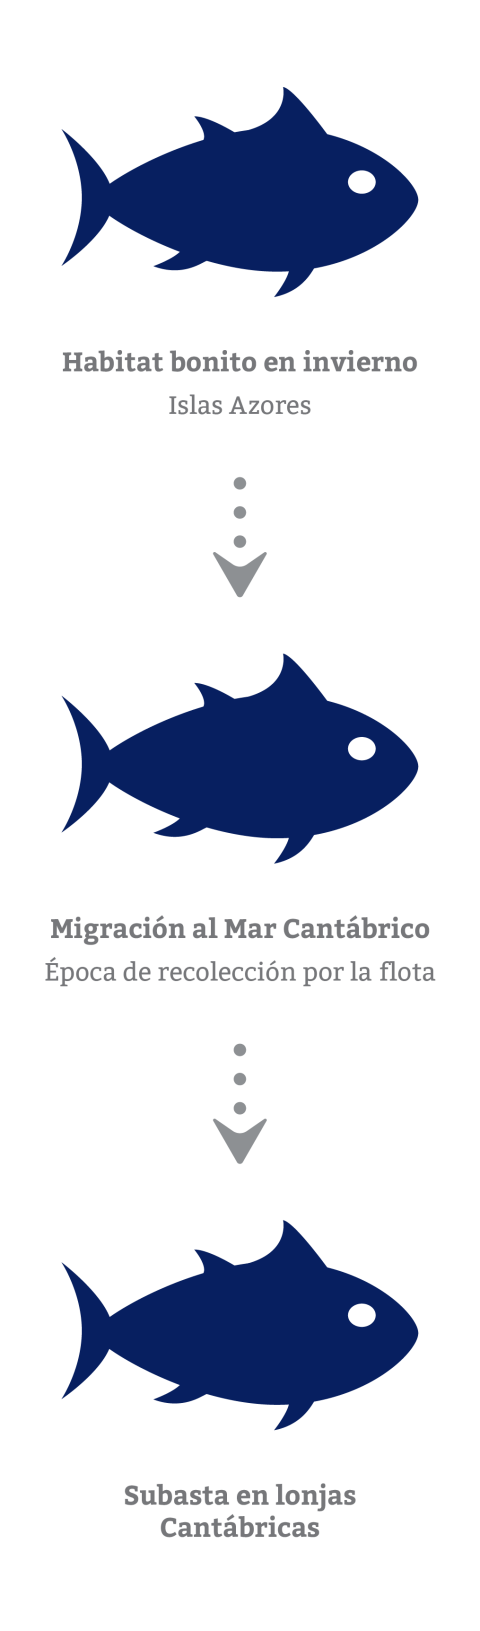 Habitat bonito en invierno
Islas Azores
Migración al Mar Cantábrico
Época de recolección por la flota
Subasta en lonjas
Cantábricas